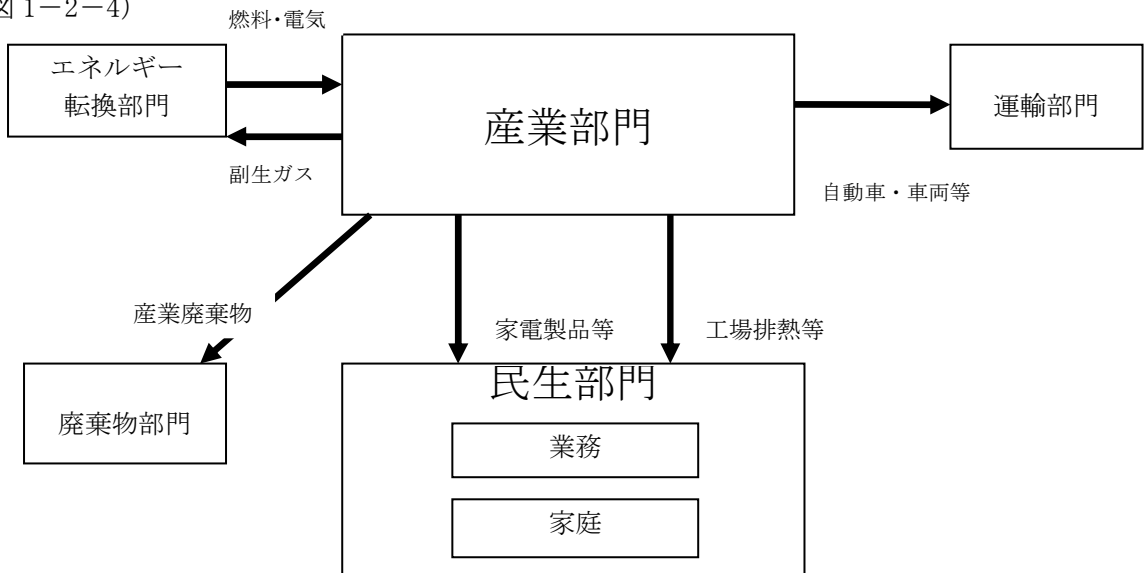 図1－2－4)
燃料・電気
エネルギー
転換部門
産業部門
運輸部門
副生ガス
自動車・車両等
産業廃棄物
家電製品等
工場排熱等
民生部門
廃棄物部門
業務
家庭